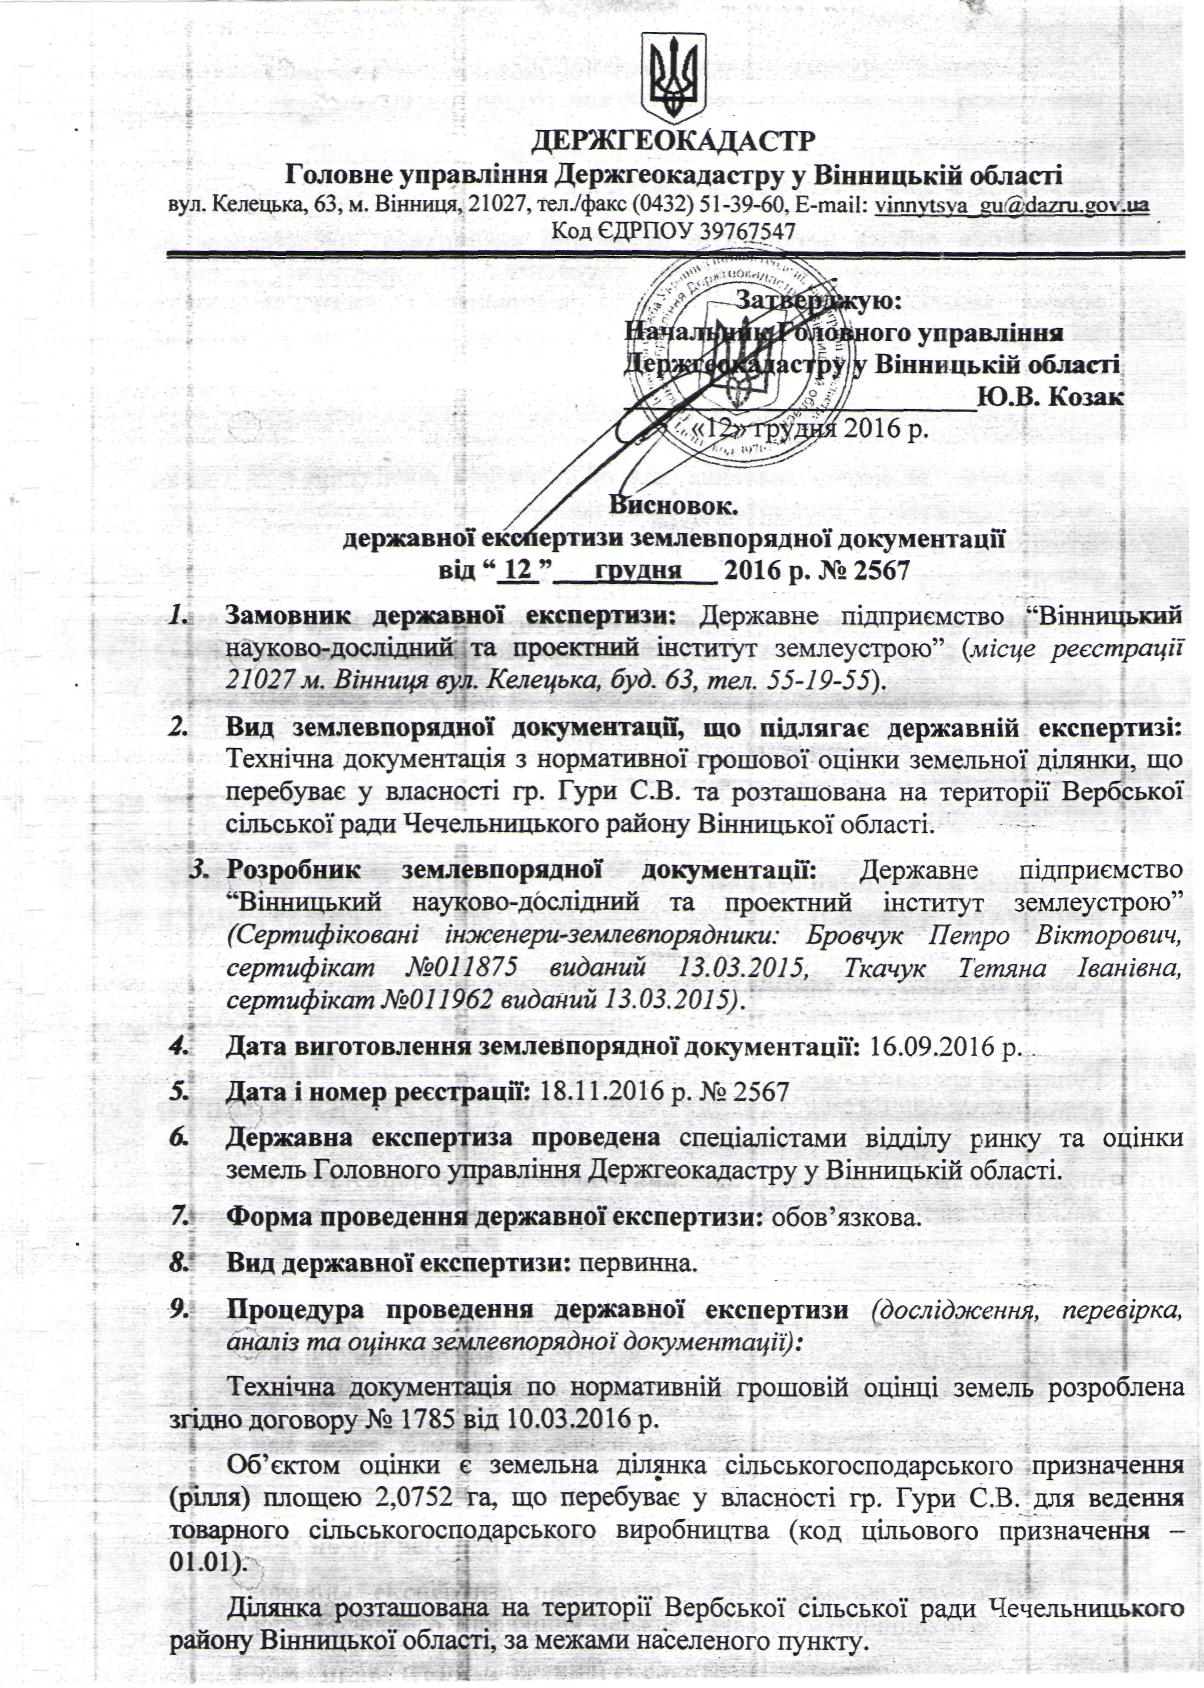 ДЕРЖГЕОКАДАСТР
Головне управління Держгеокадастру у Вінницькій області
вул. Келецька, 63, м. Вінниця, 21027, тел./факс (0432) 51-39-60, E-mail: vinnytsya_gu@dazru.gov.ua
Код ЄДРПОУ 39767547
Затверджую:
Начальник Головного управління
Держгеокадастру у Вінницькій області
Ю.В. Козак
«12» грудня 2016 р.
Висновок.
державної експертизи землевпорядної документації
від “ 12 ” грудня 2016 р. № 2567
1. Замовник державної експертизи: Державне підприємство “Вінницький
науково-дослідний та проектний інститут землеустрою” (місце реєстрації
21027 м. Вінниця вул. Келецька, буд. 63, тел. 55-19-55).
2. Вид землевпорядної документації, що підлягає державній експертизі:
Технічна документація з нормативної грошової оцінки земельної ділянки, що
перебуває у власності гр. Гури С.В. та розташована на території Вербської
сільської ради Чечельницького району Вінницької області.
3. Розробник землевпорядної документації: Державне підприємство
“Вінницький науково-дослідний та проектний інститут землеустрою”
(Сертифіковані інженери-землевпорядники: Бровчук Петро Вікторович,
сертифікат №011875 виданий 13.03.2015, Ткачук Тетяна Іванівна,
сертифікат №011962 виданий 13.03.2015).
4. Дата виготовлення землевпорядної документації: 16.09.2016 р.
5. Дата і номер реєстрації: 18.11.2016 р. № 2567
6. Державна експертиза проведена спеціалістами відділу ринку та оцінки
земель Головного управління Держгеокадастру у Вінницькій області.
7. Форма проведення державної експертизи: обов’язкова.
8. Вид державної експертизи: первинна.
9. Процедура проведення державної експертизи (дослідження, перевірка,
аналіз та оцінка землевпорядної документації):
Технічна документація по нормативній грошовій оцінці земель розроблена
згідно договору № 1785 від 10.03.2016 р.
Об’єктом оцінки є земельна ділянка сільськогосподарського призначення
(рілля) площею 2,0752 га, що перебуває у власності гр. Гури С.В. для ведення
товарного сільськогосподарського виробництва (код цільового призначення –
01.01).
Ділянка розташована на території Вербської сільської ради Чечельницького
району Вінницької області, за межами населеного пункту.